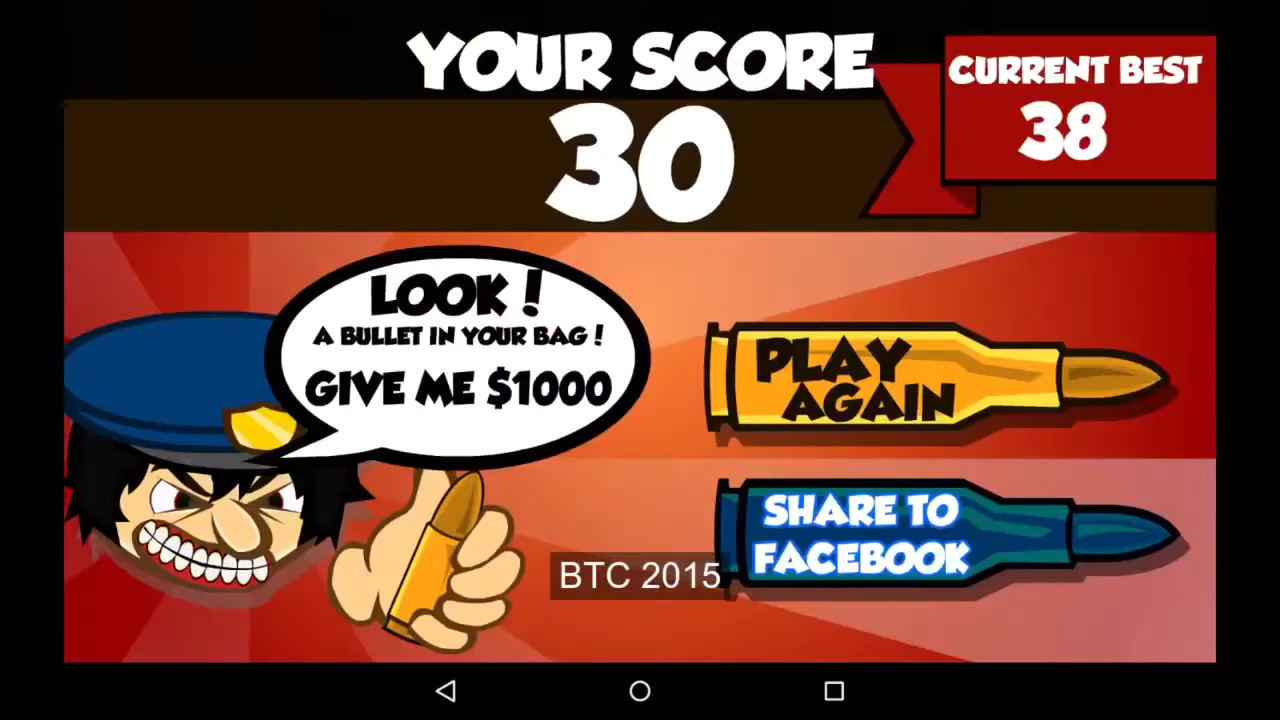 YOUR SCORE
30
CURRENT BEST
38
LOOK!
A BULLET IN YOUR BAG!
GIVE ME $1000
PLAY
AGAIN
SHARE TO
FACEBOOK
BTC 2015